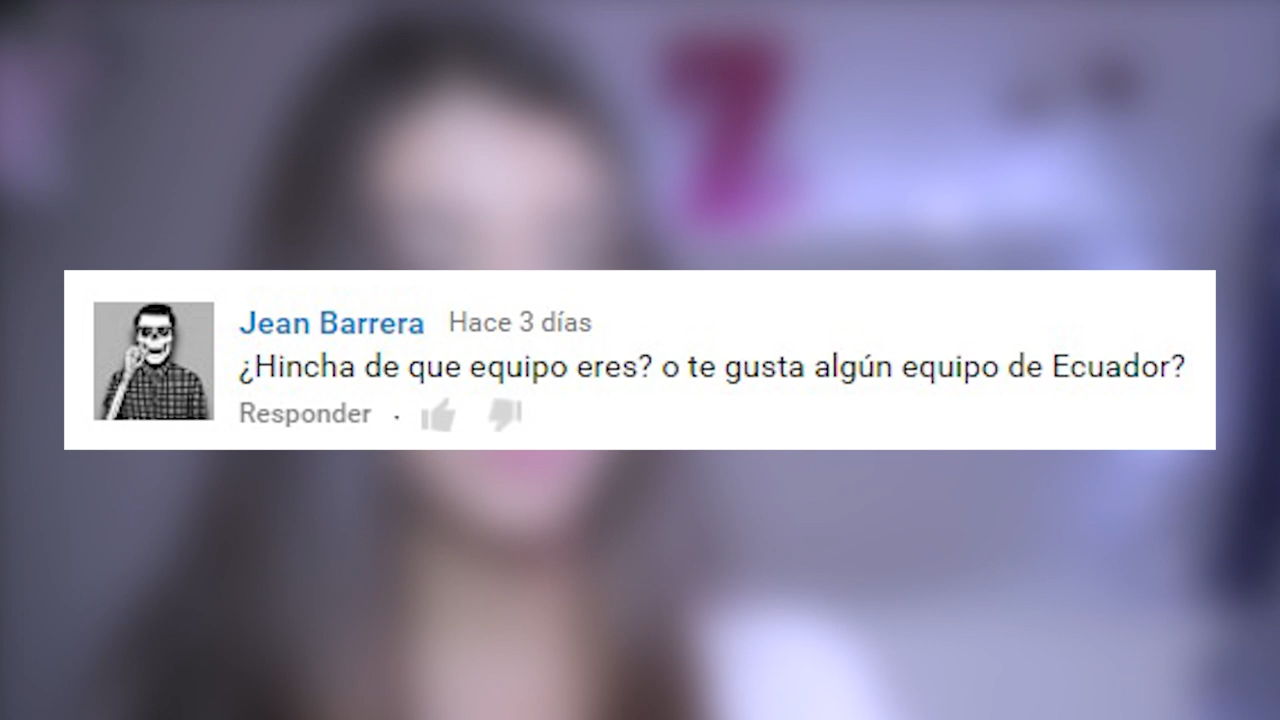 Jean Barrera Hace 3 días
¿Hincha de que equipo eres? o te gusta algún equipo de Ecuador?
Responder ·